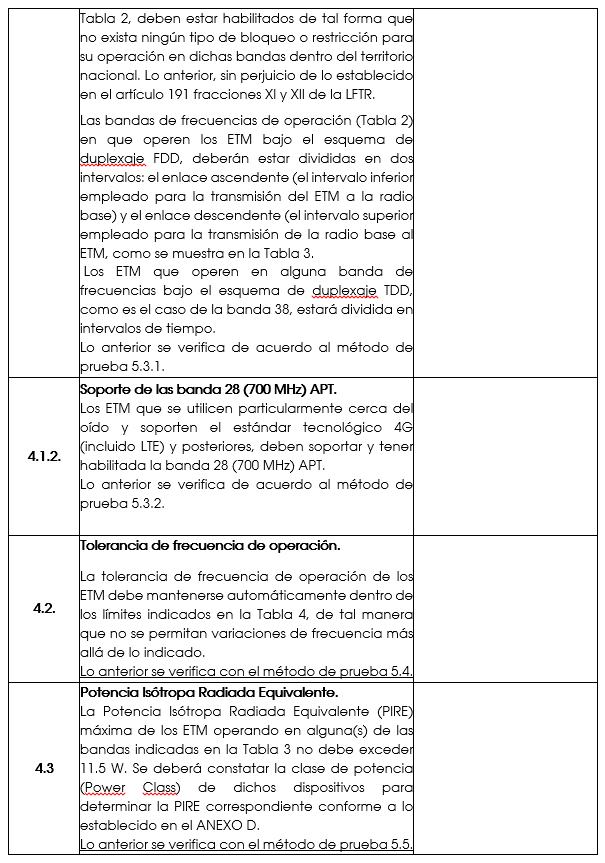 Tabla 2, deben estar habilitados de tal forma que
no exista ningún tipo de bloqueo o restricción para
su operación en dichas bandas dentro del territorio
nacional. Lo anterior, sin perjuicio de lo establecido
en el artículo 191 fracciones XI y XII de la LFTR.
Las bandas de frecuencias de operación (Tabla 2)
en que operen los ETM bajo el esquema de
duplexaje FDD, deberán estar divididas en dos
intervalos: el enlace ascendente (el intervalo inferior
empleado para la transmisión del ETM a la radio
base) y el enlace descendente (el intervalo superior
empleado para la transmisión de la radio base al
ETM, como se muestra en la Tabla 3.
Los ETM que operen en alguna banda de
frecuencias bajo el esquema de duplexaje TDD,
como es el caso de la banda 38, estará dividida en
intervalos de tiempo.
Lo anterior se verifica de acuerdo al método de
prueba 5.3.1.
4.1.2.
Soporte de las banda 28 (700 MHz) APT.
Los ETM que se utilicen particularmente cerca del
oído y soporten el estándar tecnológico 4G
(incluido LTE) y posteriores, deben soportar y tener
habilitada la banda 28 (700 MHz) APT.
Lo anterior se verifica de acuerdo al método de
prueba 5.3.2.
4.2.
Tolerancia de frecuencia de operación.
La tolerancia de frecuencia de operación de los
ETM debe mantenerse automáticamente dentro de
los límites indicados en la Tabla 4, de tal manera
que no se permitan variaciones de frecuencia más
allá de lo indicado.
Lo anterior se verifica con el método de prueba 5.4.
4.3
Potencia Isótropa Radiada Equivalente.
La Potencia Isótropa Radiada Equivalente (PIRE)
máxima de los ETM operando en alguna(s) de las
bandas indicadas en la Tabla 3 no debe exceder
11.5 W. Se deberá constatar la clase de potencia
(Power Class) de dichos dispositivos para
determinar la PIRE correspondiente conforme a lo
establecido en el ANEXO D.
Lo anterior se verifica con el método de prueba 5.5.